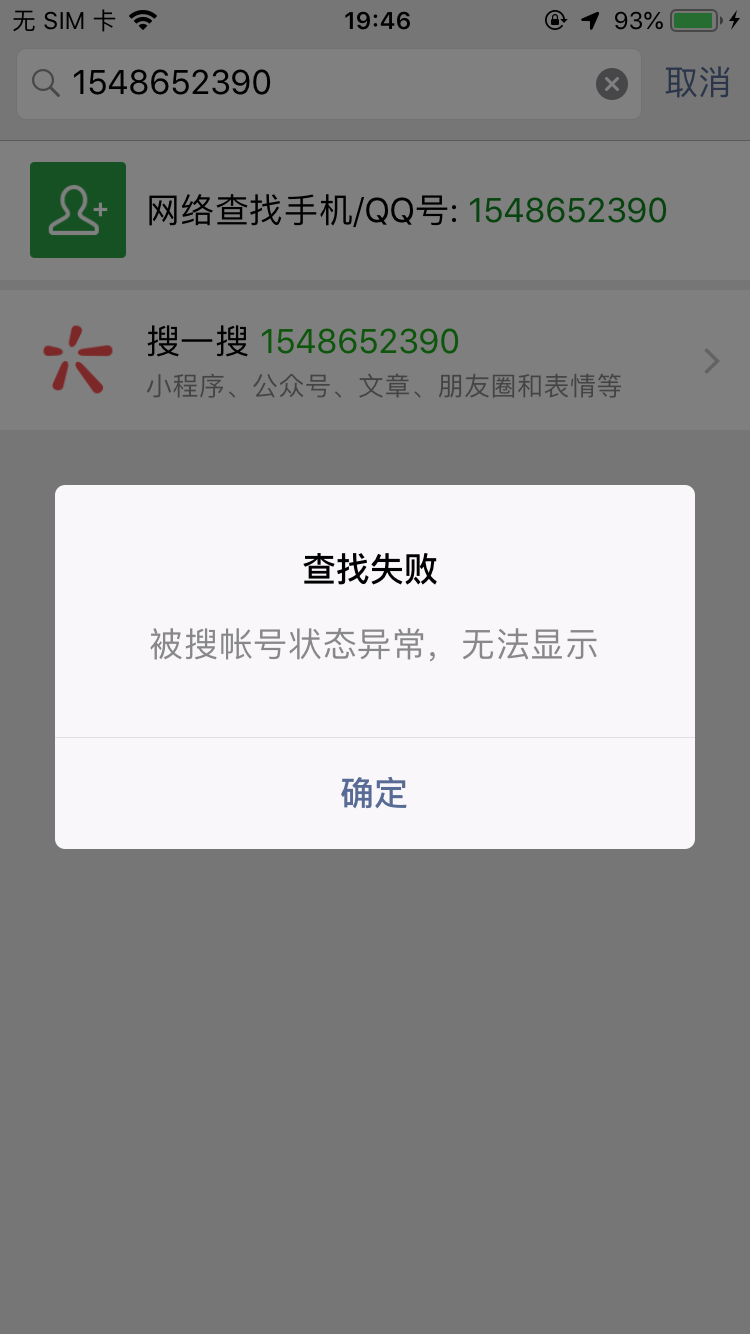 无 SIM 卡
19:46
93%
1548652390
取消
网络查找手机/QQ号: 1548652390
搜一搜 1548652390
小程序、公众号、文章、朋友圈和表情等
查找失败
被搜帐号状态异常，无法显示
确定